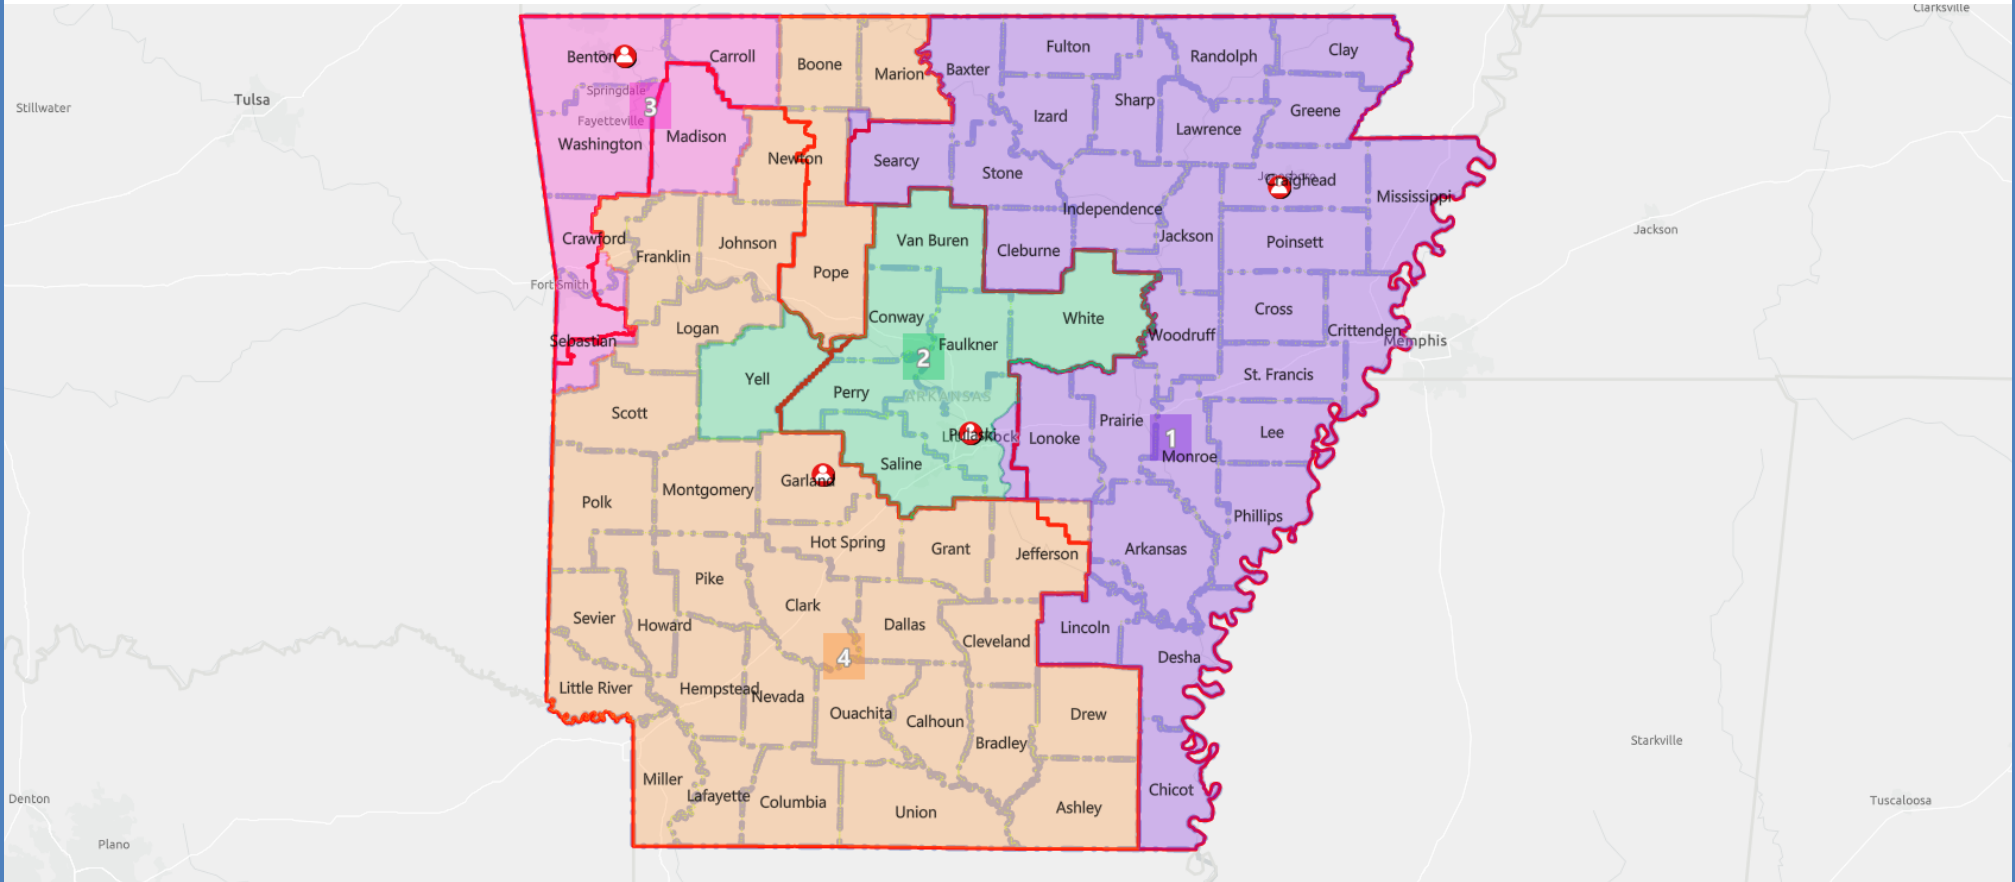 Clarksville
Benton
Carroll
Boone
Marion
Baxter
Fulton
Randolph
Clay
Stillwater
Tulsa
Springdale
3
Fayetteville
Washington
Madison
Newton
Searcy
Stone
Izard
Sharp
Lawrence
Greene
Craighead
Mississippi
Independence
Jackson
Poinsett
Jackson
Crawford
Franklin
Johnson
Pope
Van Buren
Cleburne
Fort Smith
Logan
Conway
Faulkner
White
Woodruff
Cross
Crittenden
Memphis
Sebastian
2
Yell
Perry
ARKANSAS
St. Francis
Scott
Pulaski
Saline
Lonoke
Prairie
1
Monroe
Lee
Polk
Montgomery
Garland
Phillips
Hot Spring
Grant
Jefferson
Arkansas
Pike
Clark
Sevier
Howard
Dallas
Cleveland
Lincoln
Desha
4
Little River
Hempstead
Nevada
Ouachita
Calhoun
Bradley
Drew
Starkville
Miller
Lafayette
Columbia
Union
Ashley
Chicot
Denton
Plano
Tuscaloosa